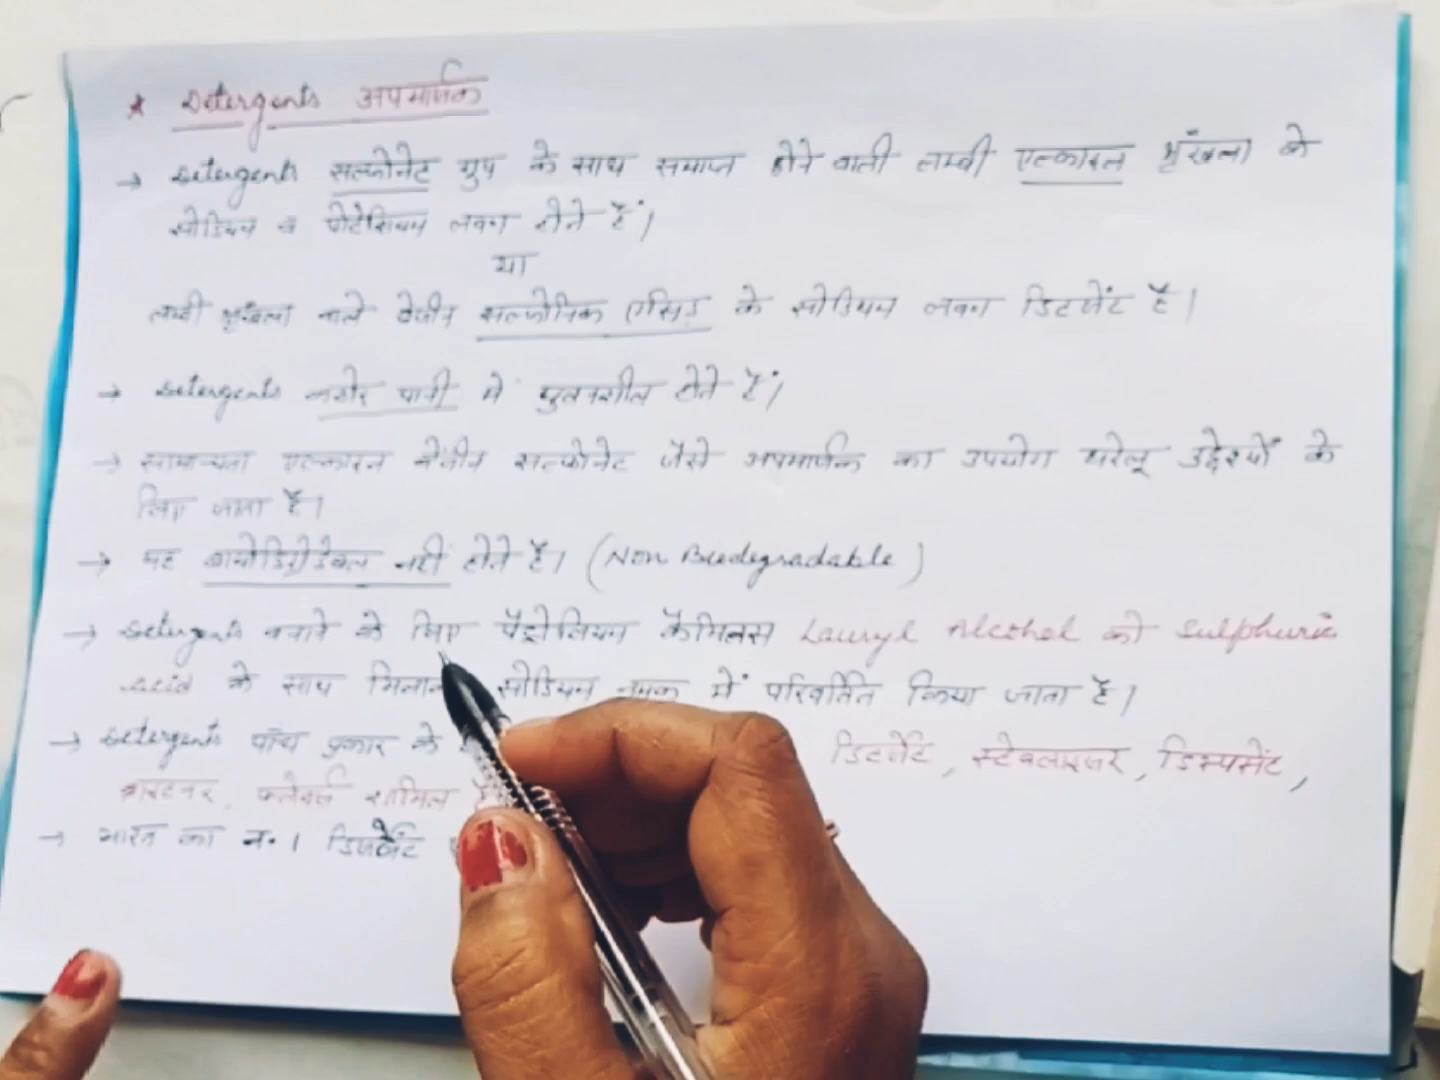 * Detergents अपमार्जक
→ Detergents सल्फोनेट ग्रुप के साथ समाप्त होने वाली लम्बी एल्कारल श्रृंखला के
सोडियम व पोटैशियम लवण होते हैं।
या
लम्बी श्रृंखला वाले बेंजीन सल्फोनिक एसिड के सोडियम लवण डिटर्जेंट है।
→ Detergents कठोर पानी में घुलनशील होते हैं।
→ सामान्यता एल्कारल बेंजीन सल्फोनेट जैसे अपमार्जक का उपयोग घरेलू उद्देश्यों के
लिए जाता है।
→ यह बायोडिग्रेडेबल नहीं होते हैं। (Non Biodegradable)
→ Detergents बनाने के लिए पैट्रोलियम कैमिलस Lauryl Alcohol को Sulphuric
Acid के साथ मिलाकर सोडियम नमक में परिवर्तित किया जाता है।
→ Detergents पाँच प्रकार के डिटर्जेंट, स्टेबलाइजर, डिस्पर्सेंट,
ब्राइटनर, फ्लेवर्ज शामिल
→ भारत का न॰ 1 डिटर्जेंट